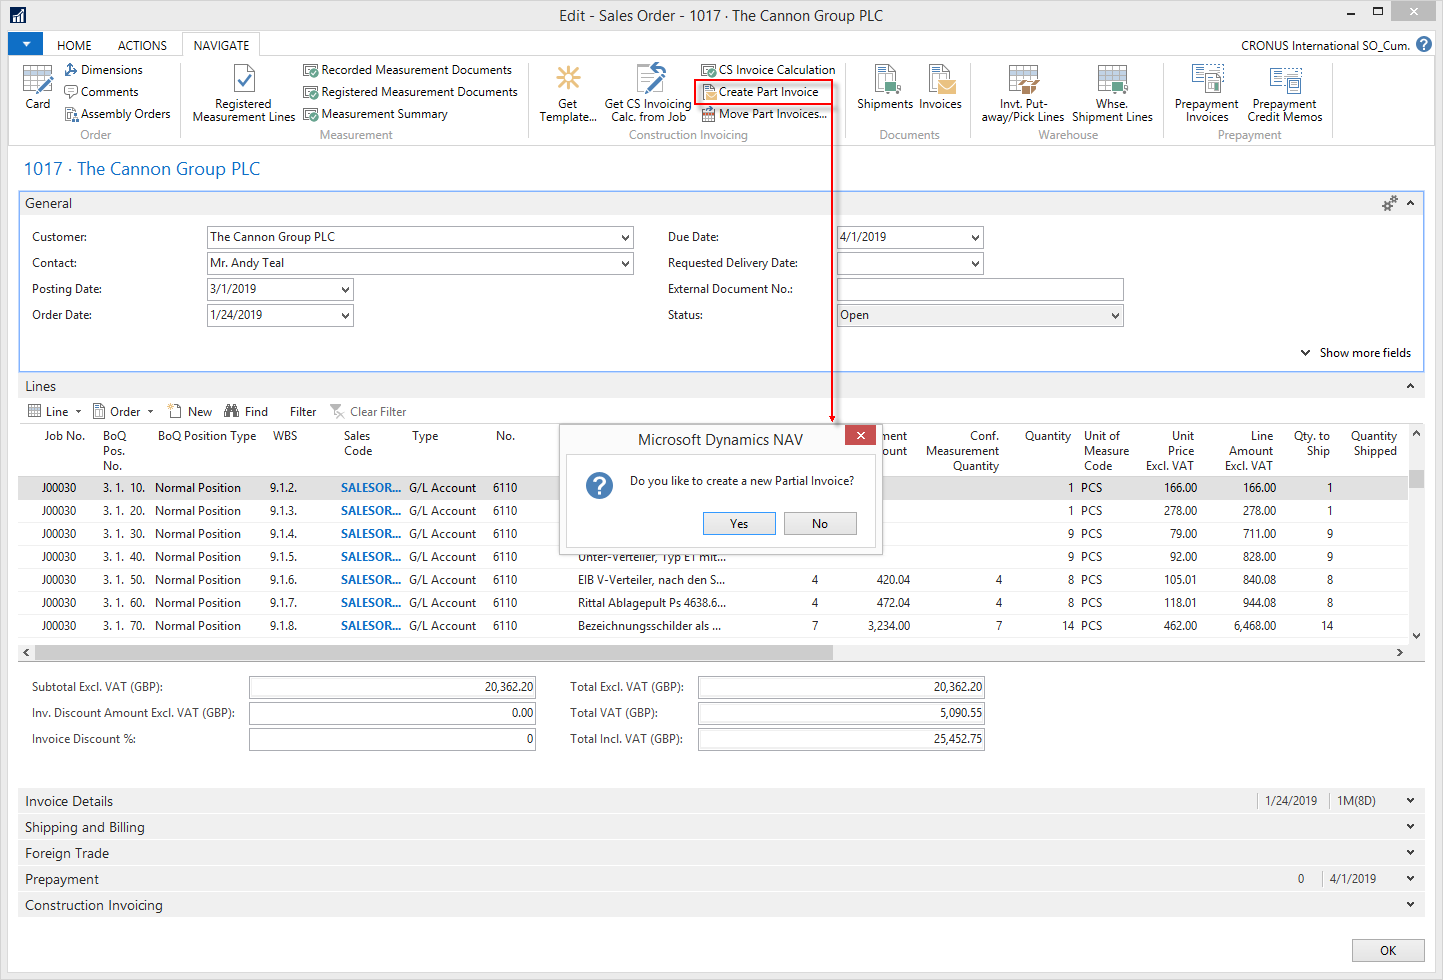 Edit - Sales Order - 1017 · The Cannon Group PLC
HOME ACTIONS NAVIGATE
CRONUS International SO_Cum.
Card
Dimensions
Comments
Assembly Orders
Order
Registered Measurement Lines
Recorded Measurement Documents
Registered Measurement Documents
Measurement Summary
Measurement
Get Template...
Get CS Invoicing Calc. from Job
CS Invoice Calculation
Create Part Invoice
Move Part Invoices...
Construction Invoicing
Shipments
Invoices
Documents
Invt. Put-away/Pick Lines
Whse. Shipment Lines
Warehouse
Prepayment Invoices
Prepayment Credit Memos
Prepayment
1017 · The Cannon Group PLC
General
Customer: The Cannon Group PLC
Contact: Mr. Andy Teal
Posting Date: 3/1/2019
Order Date: 1/24/2019
Due Date: 4/1/2019
Requested Delivery Date:
External Document No.:
Status: Open
Show more fields
Lines
Line Order New Find Filter Clear Filter
Job No. BoQ Pos. No. BoQ Position Type WBS Sales Code Type No. ment ount Conf. Measurement Quantity Quantity Unit of Measure Code Unit Price Excl. VAT Line Amount Excl. VAT Qty. to Ship Quantity Shipped
J00030 3. 1. 10. Normal Position 9.1.2. SALESOR... G/L Account 6110 1 PCS 166.00 166.00 1
J00030 3. 1. 20. Normal Position 9.1.3. SALESOR... G/L Account 6110 1 PCS 278.00 278.00 1
J00030 3. 1. 30. Normal Position 9.1.4. SALESOR... G/L Account 6110 9 PCS 79.00 711.00 9
J00030 3. 1. 40. Normal Position 9.1.5. SALESOR... G/L Account 6110 Unter-Verteiler, Typ E1 mit... 9 PCS 92.00 828.00 9
J00030 3. 1. 50. Normal Position 9.1.6. SALESOR... G/L Account 6110 EIB V-Verteiler, nach den S... 4 420.04 4 8 PCS 105.01 840.08 8
J00030 3. 1. 60. Normal Position 9.1.7. SALESOR... G/L Account 6110 Rittal Ablagepult Ps 4638.6... 4 472.04 4 8 PCS 118.01 944.08 8
J00030 3. 1. 70. Normal Position 9.1.8. SALESOR... G/L Account 6110 Bezeichnungsschilder als ... 7 3,234.00 7 14 PCS 462.00 6,468.00 14
Microsoft Dynamics NAV
Do you like to create a new Partial Invoice?
Yes No
Subtotal Excl. VAT (GBP): 20,362.20
Inv. Discount Amount Excl. VAT (GBP): 0.00
Invoice Discount %: 0
Total Excl. VAT (GBP): 20,362.20
Total VAT (GBP): 5,090.55
Total Incl. VAT (GBP): 25,452.75
Invoice Details 1/24/2019 1M(8D)
Shipping and Billing
Foreign Trade
Prepayment 0 4/1/2019
Construction Invoicing
OK